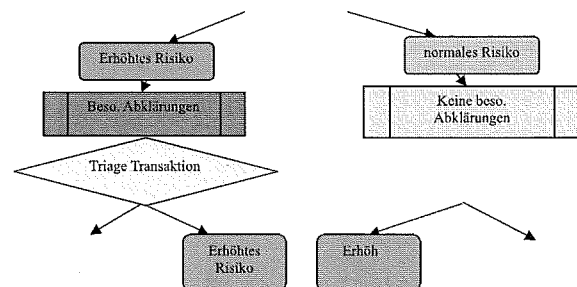 Erhöhtes Risiko
normales Risiko
Beso. Abklärungen
Keine beso.
Abklärungen
Triage Transaktion
Erhöhtes
Risiko
Erhöh